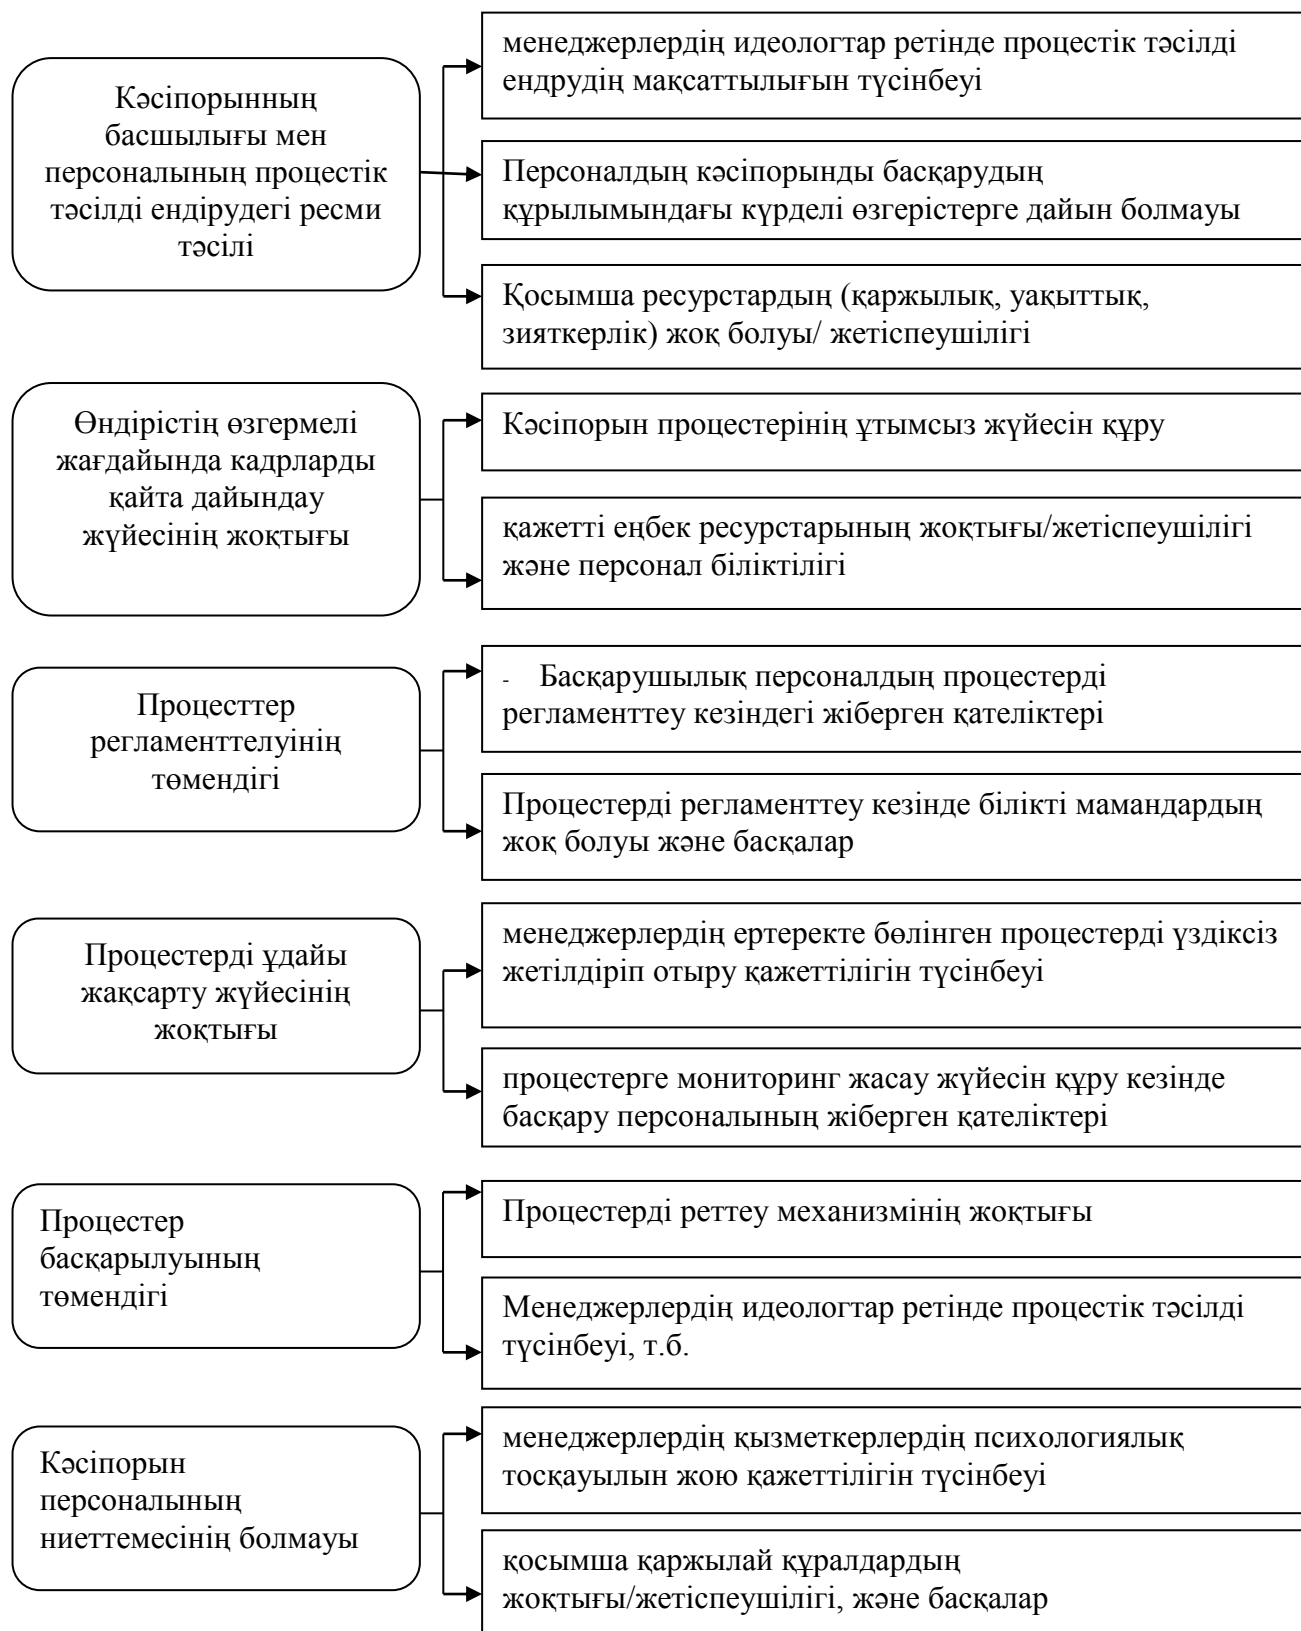 Кәсіпорынның
басшылығы мен
персоналының процестік
тәсілді ендірудегі ресми
тәсілі
менеджерлердің идеологтар ретінде процестік тәсілді
ендрудің мақсаттылығын түсінбеуі
Персоналдың кәсіпорынды басқарудың
құрылымындағы күрделі өзгерістерге дайын болмауы
Қосымша ресурстардың (қаржылық, уақыттық,
зияткерлік) жоқ болуы/ жетіспеушілігі
Өндірістің өзгермелі
жағдайында кадрларды
қайта дайындау
жүйесінің жоқтығы
Кәсіпорын процестерінің ұтымсыз жүйесін құру
қажетті еңбек ресурстарының жоқтығы/жетіспеушілігі
және персонал біліктілігі
Процесттер
регламенттелуінің
төмендігі
- Басқарушылық персоналдың процестерді
регламенттеу кезіндегі жіберген қателіктері
Процестерді регламенттеу кезінде білікті мамандардың
жоқ болуы және басқалар
Процестерді ұдайы
жақсарту жүйесінің
жоқтығы
менеджерлердің ертеректе бөлінген процестерді үздіксіз
жетілдіріп отыру қажеттілігін түсінбеуі
процестерге мониторинг жасау жүйесін құру кезінде
басқару персоналының жіберген қателіктері
Процестер
басқарылуының
төмендігі
Процестерді реттеу механизмінің жоқтығы
Менеджерлердің идеологтар ретінде процестік тәсілді
түсінбеуі, т.б.
Кәсіпорын
персоналының
ниеттемесінің болмауы
менеджерлердің қызметкерлердің психологиялық
тосқауылын жою қажеттілігін түсінбеуі
қосымша қаржылай құралдардың
жоқтығы/жетіспеушілігі, және басқалар